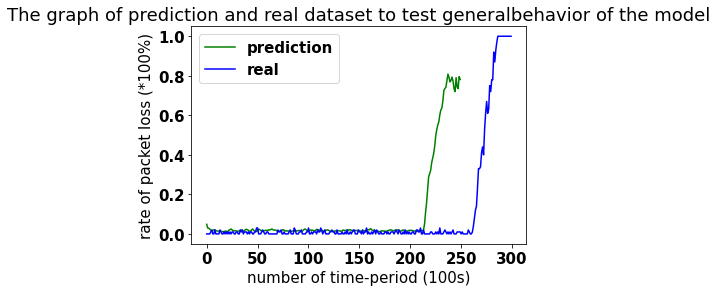 The graph of prediction and real dataset to test generalbehavior of the model
prediction
real
1.0
0.8
0.6
0.4
0.2
0.0
rate of packet loss (*100%)
0 50 100 150 200 250 300
number of time-period (100s)